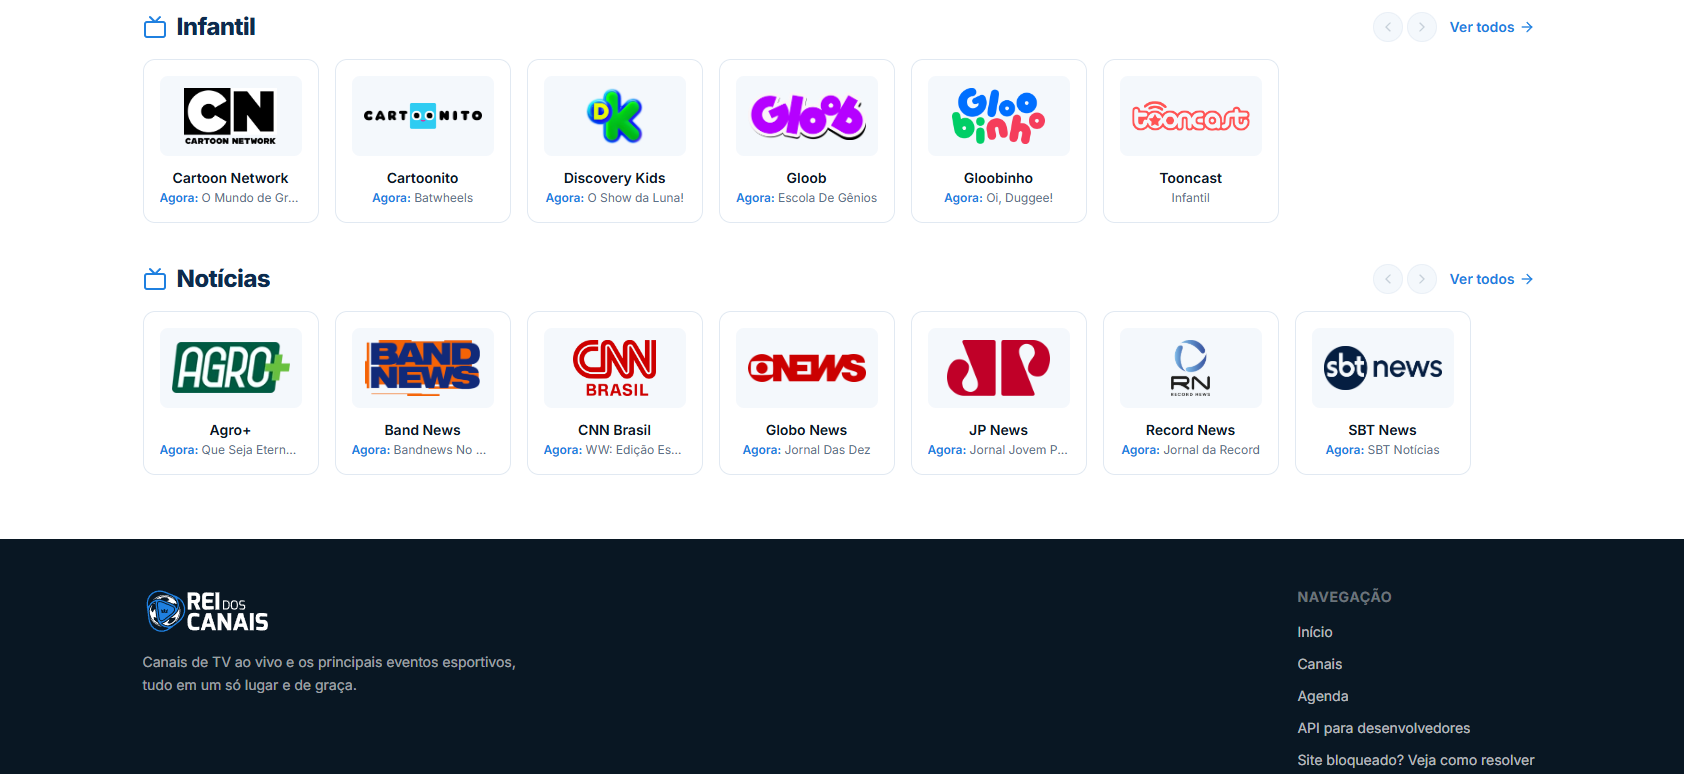 Infantil
Ver todos
CN
CARTOON NETWORK
CARTOONITO
DK
Gloob
Gloobinho
tooncast
Cartoon Network
Agora: O Mundo de Gr...
Cartoonito
Agora: Batwheels
Discovery Kids
Agora: O Show da Luna!
Gloob
Agora: Escola De Gênios
Gloobinho
Agora: Oi, Duggee!
Tooncast
Infantil
Notícias
Ver todos
AGRO+
BAND
NEWS
CNN
BRASIL
GNEWS
JP
RN
RECORD NEWS
sbt news
Agro+
Agora: Que Seja Etern...
Band News
Agora: Bandnews No ...
CNN Brasil
Agora: WW: Edição Es...
Globo News
Agora: Jornal Das Dez
JP News
Agora: Jornal Jovem P...
Record News
Agora: Jornal da Record
SBT News
Agora: SBT Notícias
REI DOS
CANAIS
Canais de TV ao vivo e os principais eventos esportivos,
tudo em um só lugar e de graça.
NAVEGAÇÃO
Início
Canais
Agenda
API para desenvolvedores
Site bloqueado? Veja como resolver